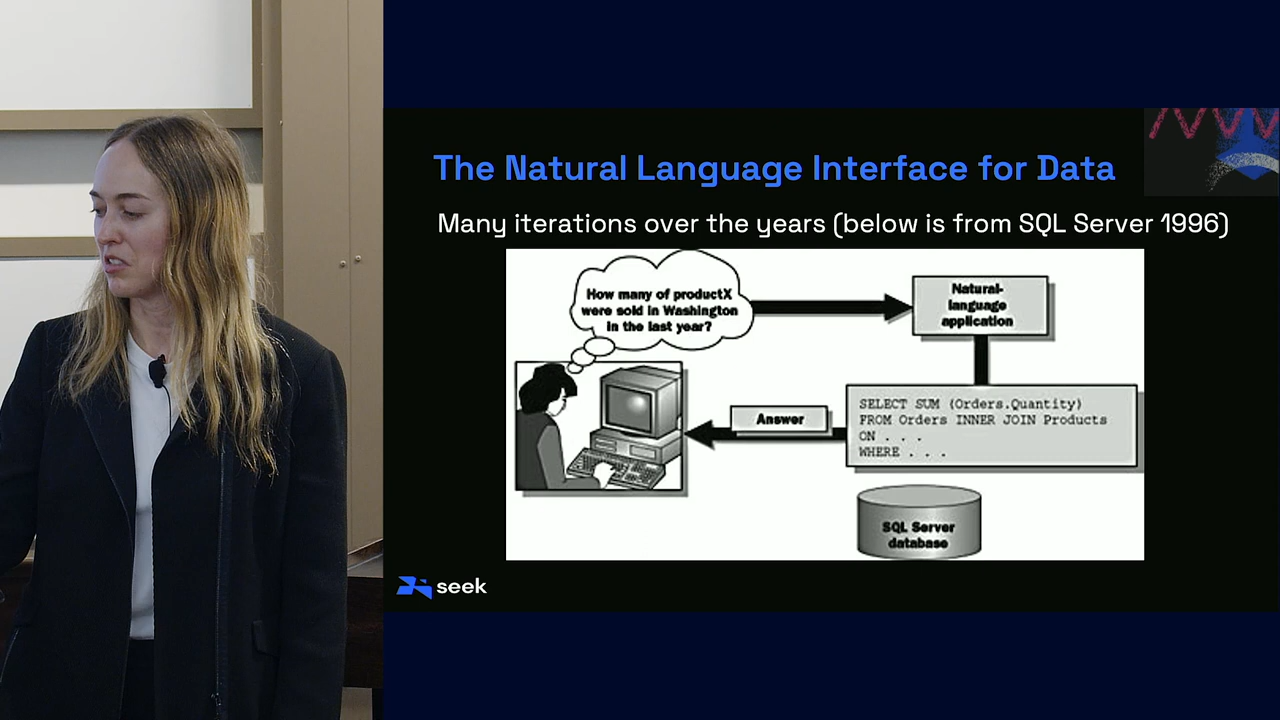 The Natural Language Interface for Data
Many iterations over the years (below is from SQL Server 1996)
How many of productX
were sold in Washington
in the last year?
Natural-
language
application
Answer
SELECT SUM (Orders.Quantity)
FROM Orders INNER JOIN Products
ON . . .
WHERE . . .
SQL Server
database
seek